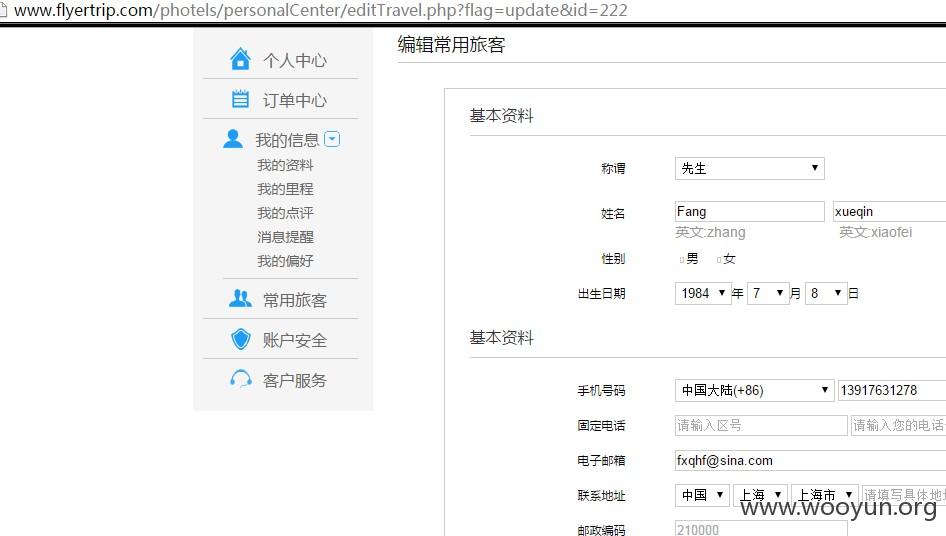 www.flyertrip.com/photels/personalCenter/editTravel.php?flag=update&id=222
个人中心
订单中心
我的信息
我的资料
我的里程
我的点评
消息提醒
我的偏好
常用旅客
账户安全
客户服务
编辑常用旅客
基本资料
称谓 先生
姓名 Fang xueqin
英文:zhang 英文:xiaofei
性别 男 女
出生日期 1984 年 7 月 8 日
基本资料
手机号码 中国大陆(+86) 13917631278
固定电话 请输入区号 请输入您的电话
电子邮箱 fxqhf@sina.com
联系地址 中国 上海 上海市 请填写具体地
邮政编码 210000
www.wooyun.org